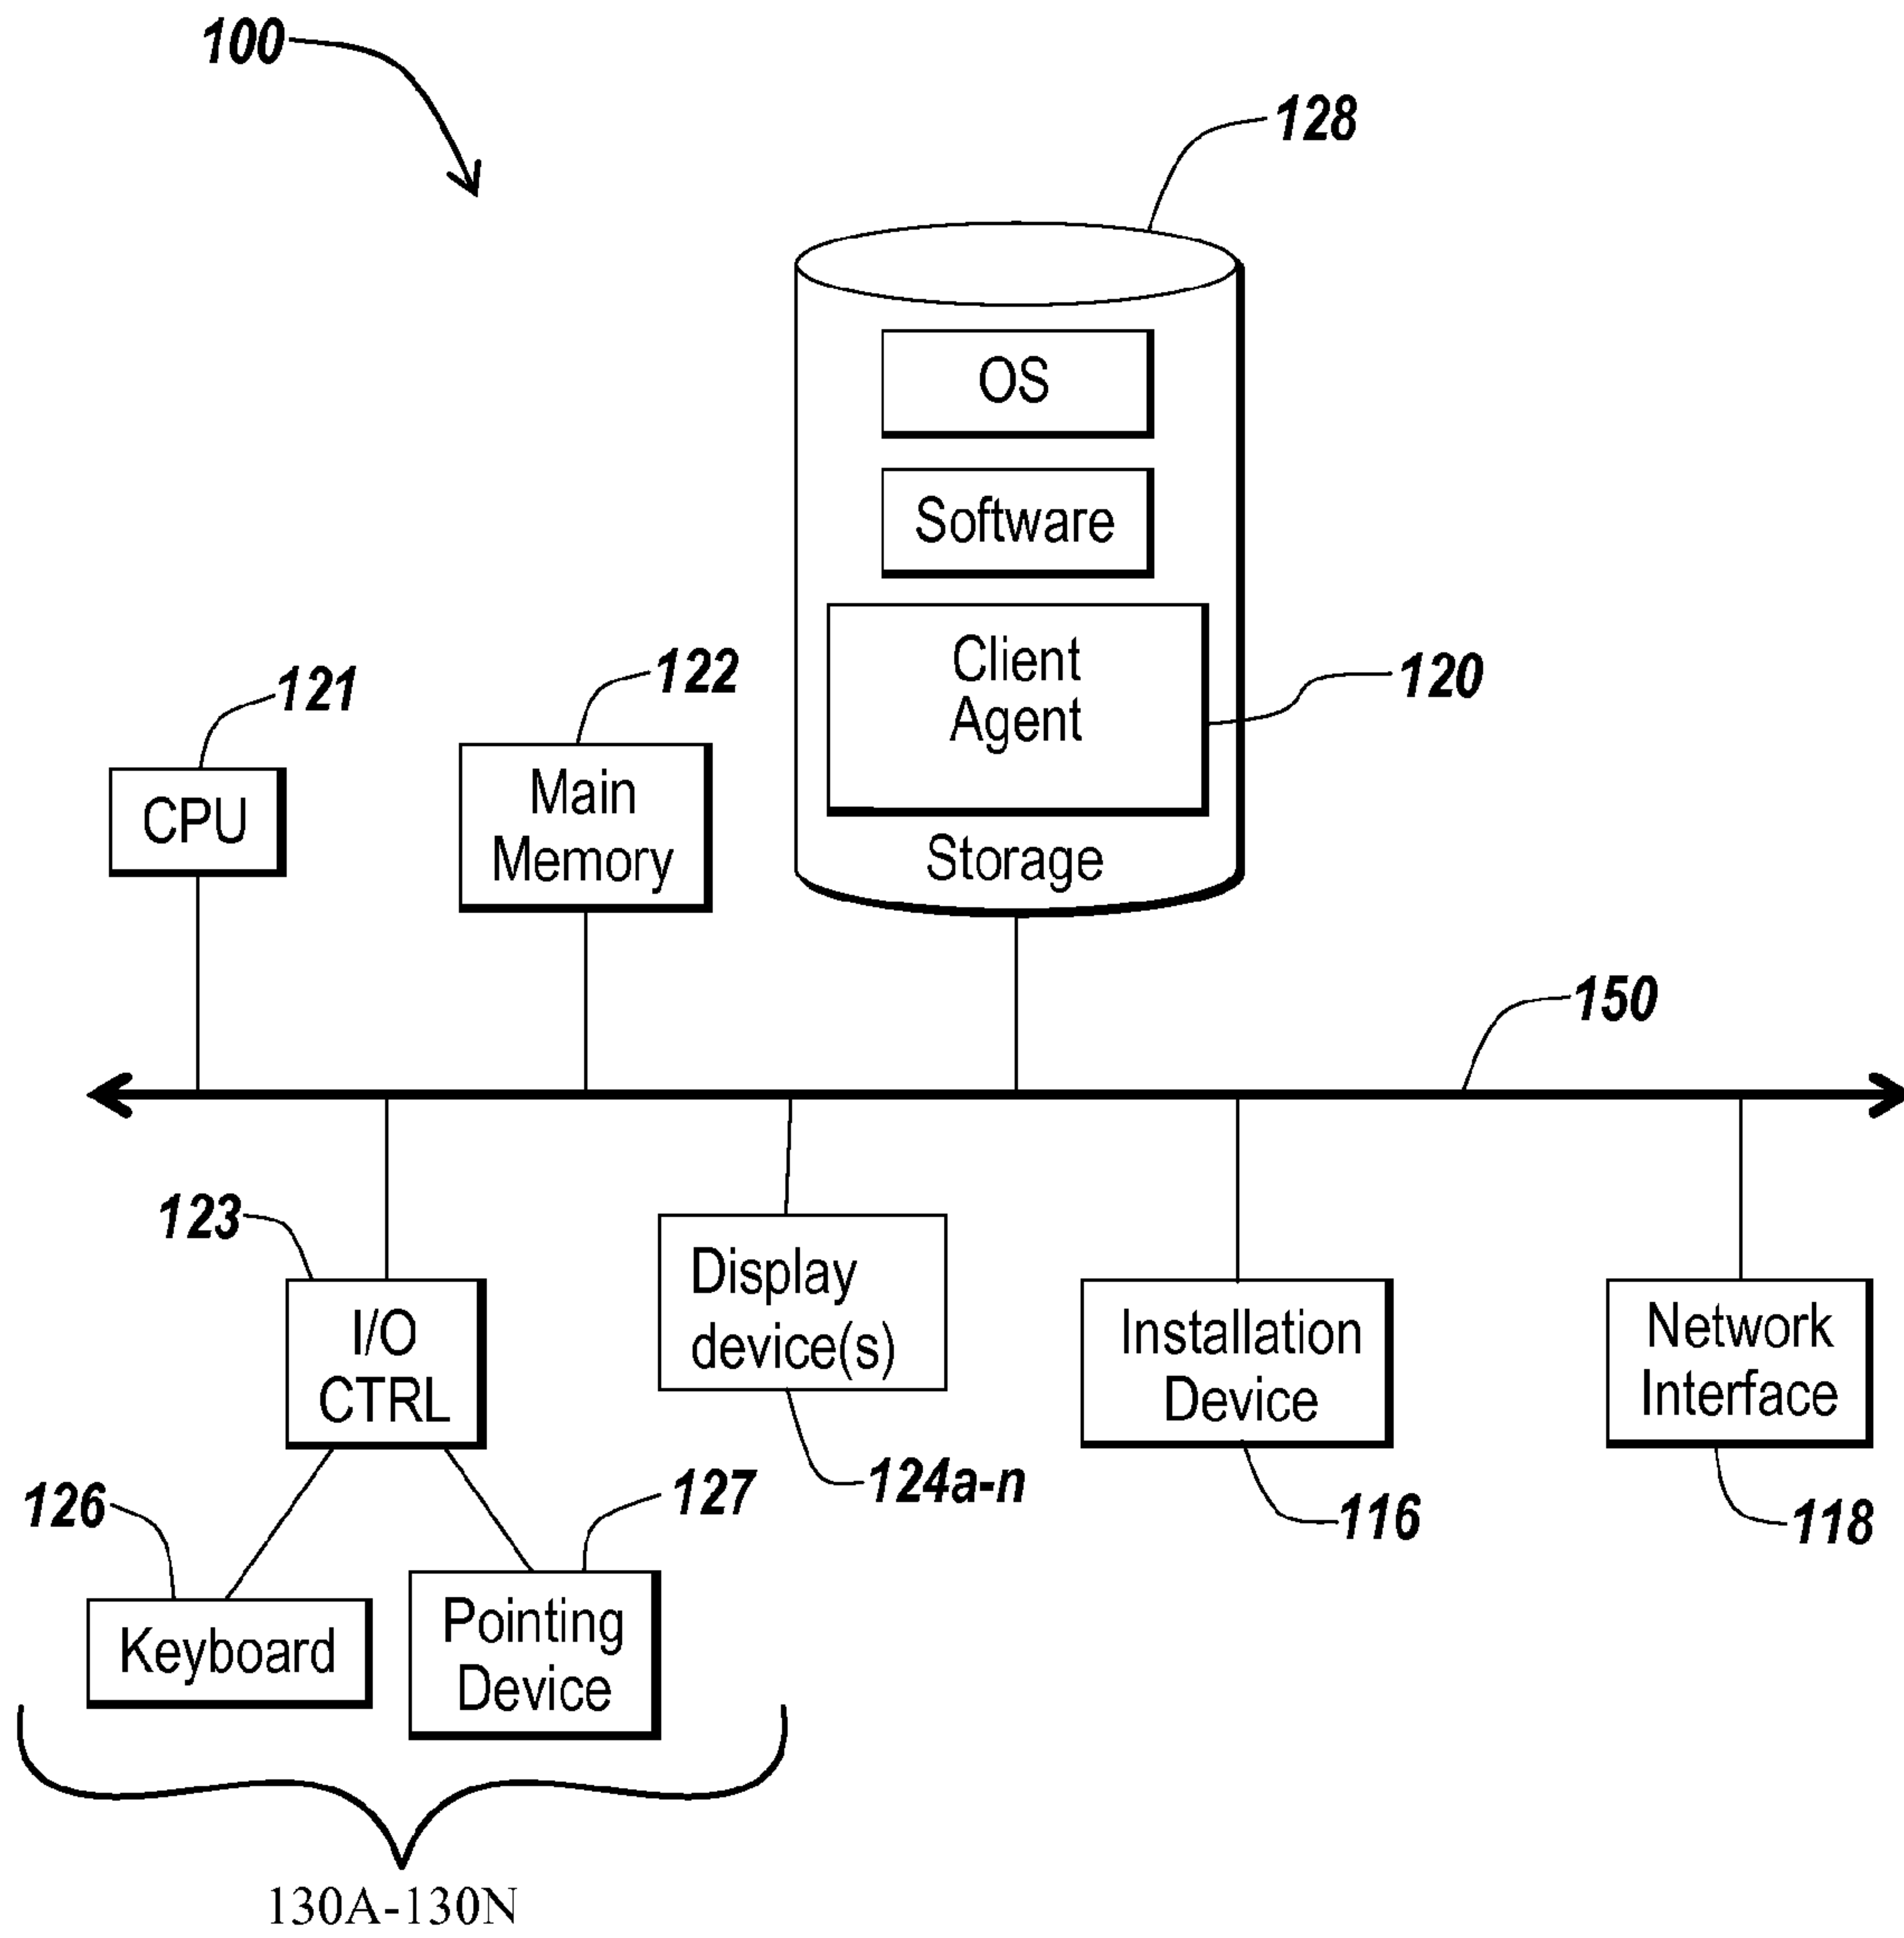 100
128
OS
Software
Client
Agent
120
Storage
121
CPU
122
Main
Memory
150
123
I/O
CTRL
Display
device(s)
124a-n
Installation
Device
116
Network
Interface
118
126
Keyboard
127
Pointing
Device
130A-130N